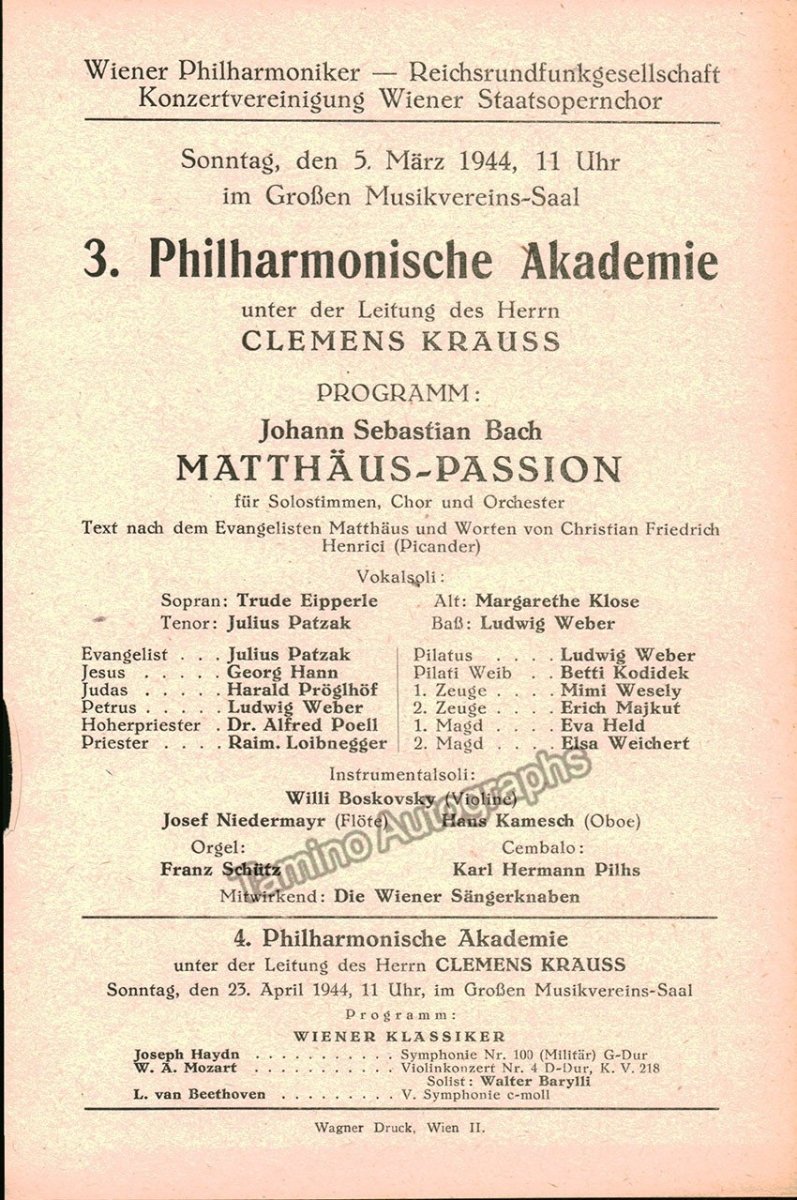 Wiener Philharmoniker — Reichsrundfunkgesellschaft
Konzertvereinigung Wiener Staatsopernchor
Sonntag, den 5. März 1944, 11 Uhr
im Großen Musikvereins-Saal
3. Philharmonische Akademie
unter der Leitung des Herrn
CLEMENS KRAUSS
PROGRAMM:
Johann Sebastian Bach
MATTHÄUS-PASSION
für Solostimmen, Chor und Orchester
Text nach dem Evangelisten Matthäus und Worten von Christian Friedrich
Henrici (Picander)
Vokalsoli:
Sopran: Trude Eipperle Alt: Margarethe Klose
Tenor: Julius Patzak Baß: Ludwig Weber
Evangelist . . . Julius Patzak
Jesus . . . . . Georg Hann
Judas . . . . . Harald Pröglhöf
Petrus . . . . . Ludwig Weber
Hoherpriester . Dr. Alfred Poell
Priester . . . . Raim. Loibnegger
Pilatus . . . . Ludwig Weber
Pilati Weib . . Betti Kodidek
1. Zeuge . . . . Mimi Wesely
2. Zeuge . . . . Erich Majkut
1. Magd . . . . Eva Held
2. Magd . . . . Elsa Weichert
Instrumentalsoli:
Willi Boskovsky (Violine)
Josef Niedermayr (Flöte) Hans Kamesch (Oboe)
Orgel: Cembalo:
Franz Schütz Karl Hermann Pilhs
Tamino Autographs
Mitwirkend: Die Wiener Sängerknaben
4. Philharmonische Akademie
unter der Leitung des Herrn CLEMENS KRAUSS
Sonntag, den 23. April 1944, 11 Uhr, im Großen Musikvereins-Saal
Programm:
WIENER KLASSIKER
Joseph Haydn . . . . . . . . . . . Symphonie Nr. 100 (Militär) G-Dur
W. A. Mozart . . . . . . . . . . . Violinkonzert Nr. 4 D-Dur, K. V. 218
Solist: Walter Barylli
L. van Beethoven . . . . . . . . . V. Symphonie c-moll
Wagner Druck, Wien II.